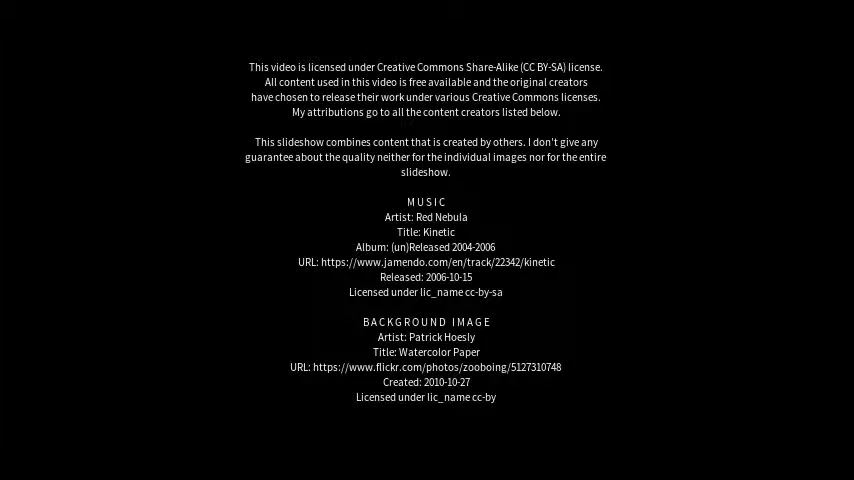 This video is licensed under Creative Commons Share-Alike (CC BY-SA) license.
All content used in this video is free available and the original creators
have chosen to release their work under various Creative Commons licenses.
My attributions go to all the content creators listed below.
This slideshow combines content that is created by others. I don't give any
guarantee about the quality neither for the individual images nor for the entire
slideshow.
MUSIC
Artist: Red Nebula
Title: Kinetic
Album: (un)Released 2004-2006
URL: https://www.jamendo.com/en/track/22342/kinetic
Released: 2006-10-15
Licensed under lic_name cc-by-sa
BACKGROUND IMAGE
Artist: Patrick Hoesly
Title: Watercolor Paper
URL: https://www.flickr.com/photos/zooboing/5127310748
Created: 2010-10-27
Licensed under lic_name cc-by